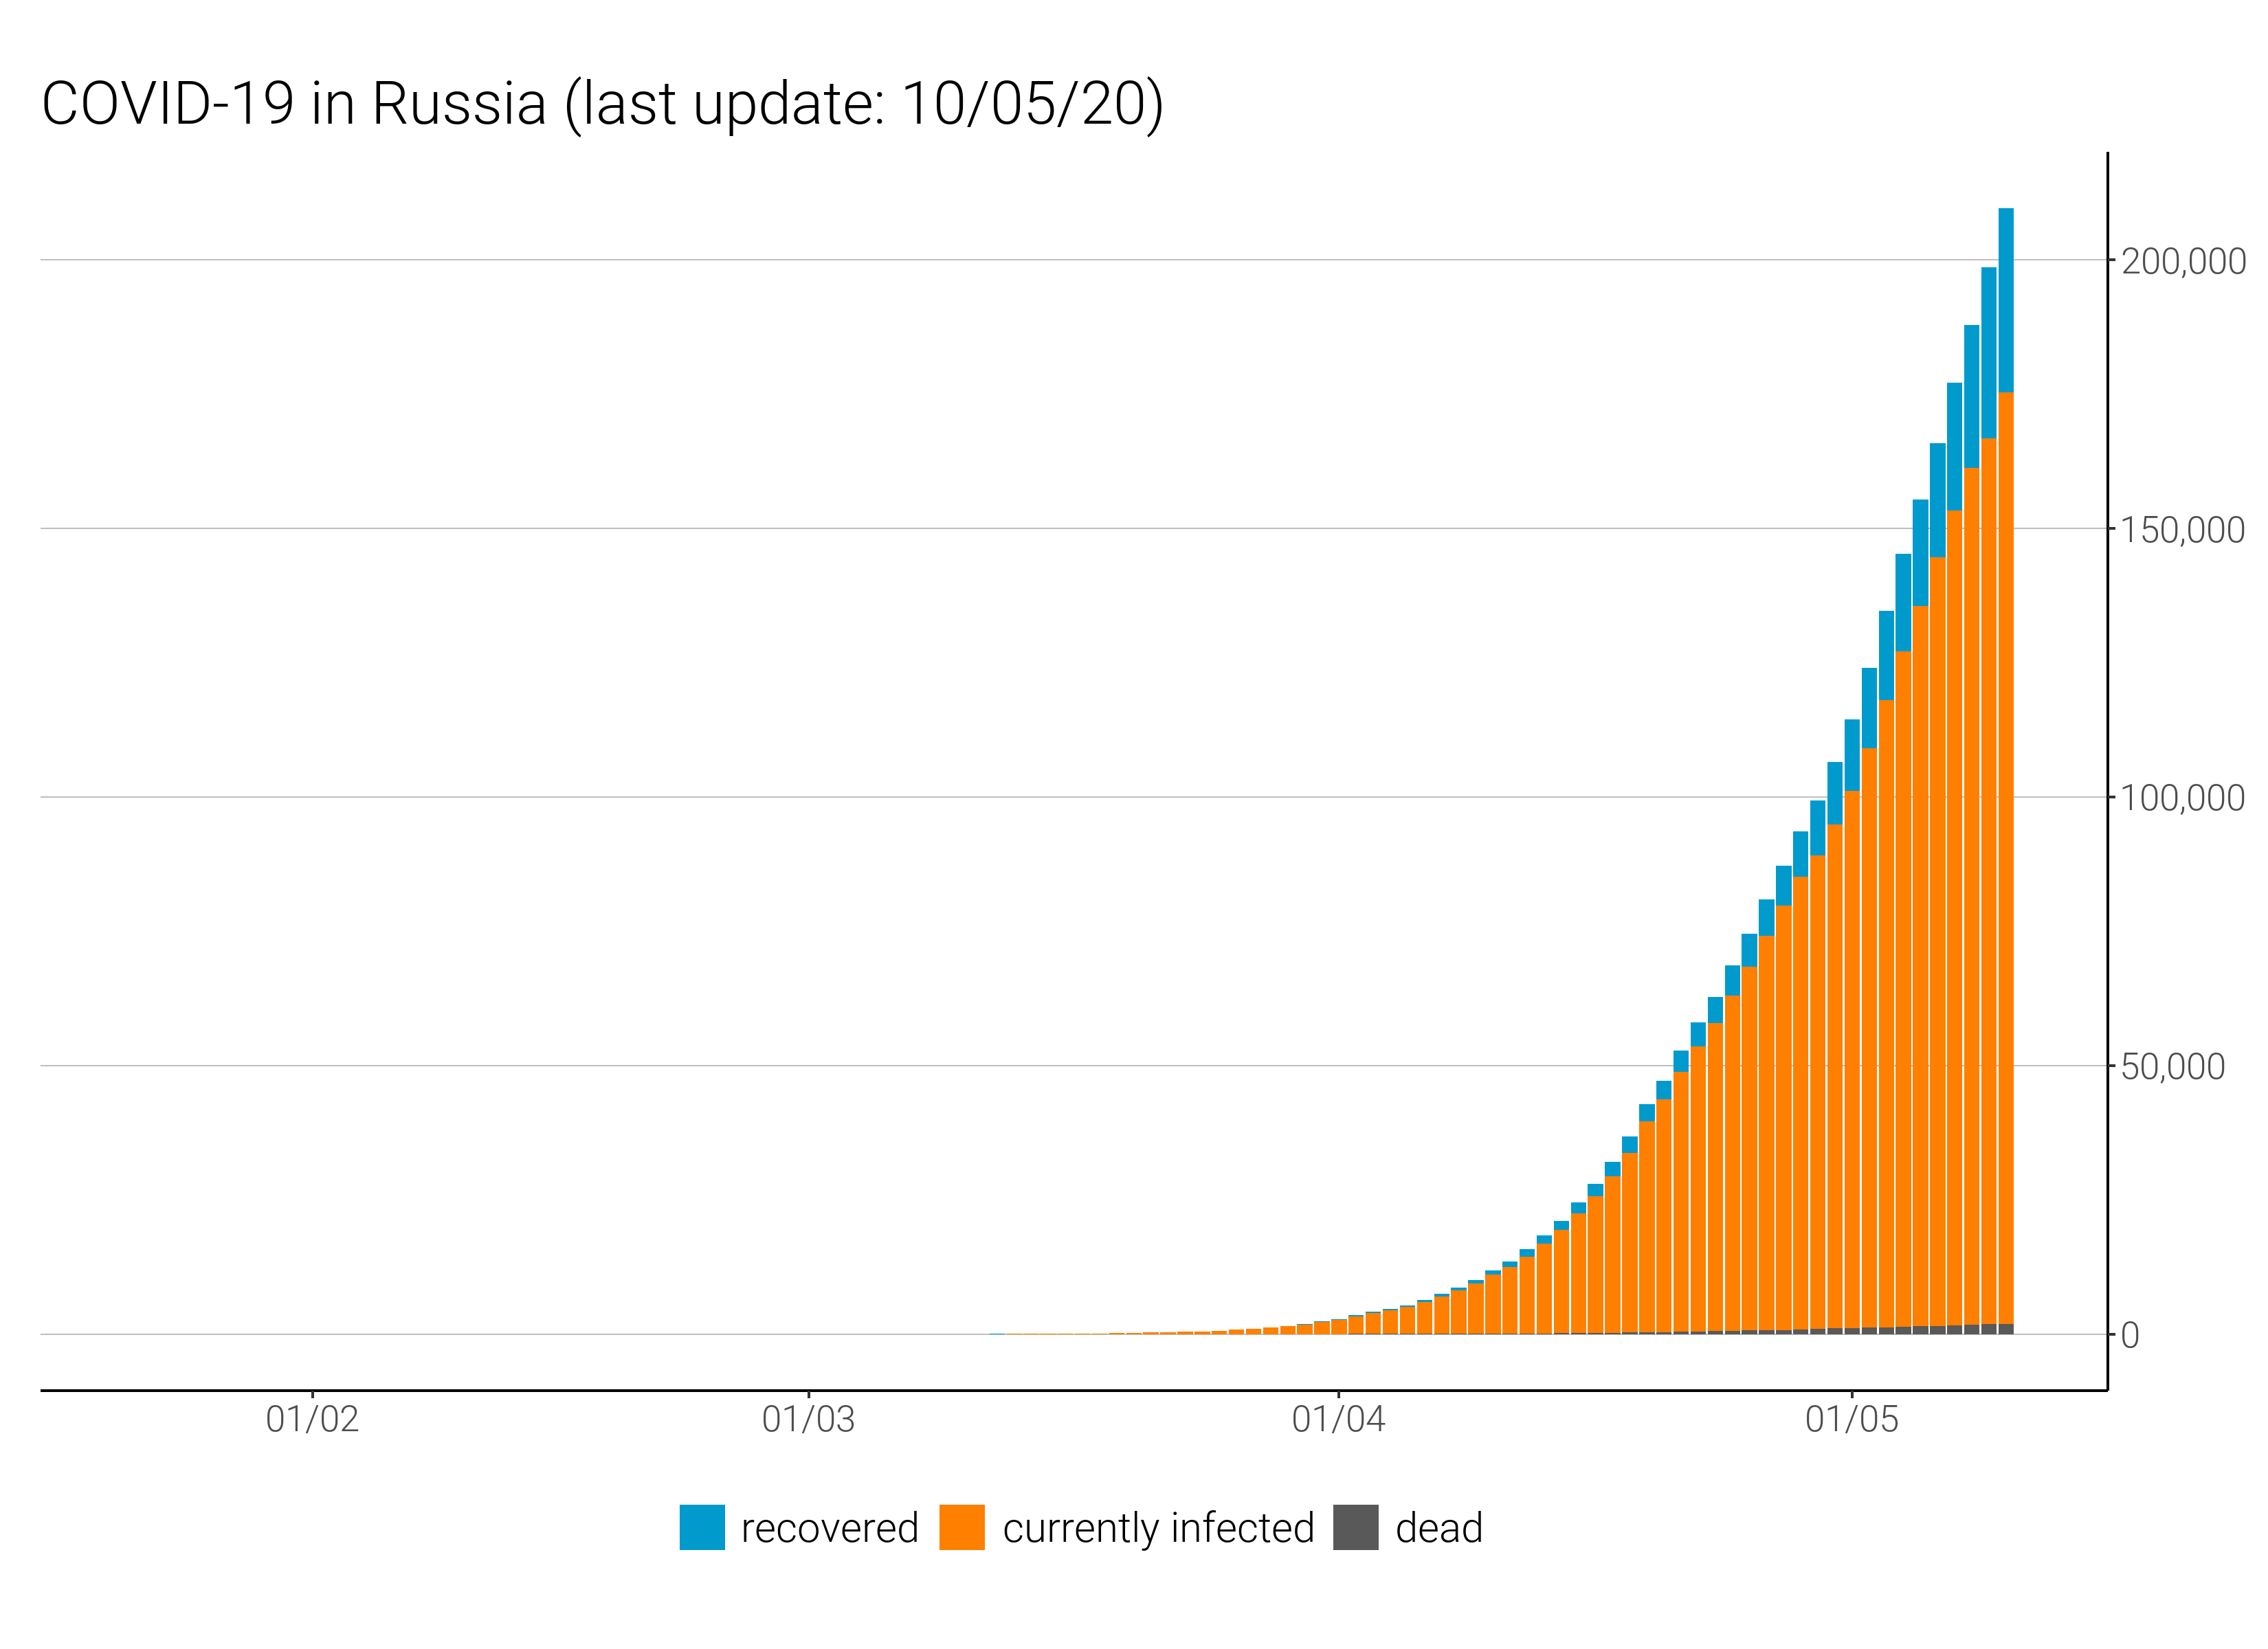 COVID-19 in Russia (last update: 10/05/20)
200,000
150,000
100,000
50,000
0
01/02 01/03 01/04 01/05
recovered currently infected dead